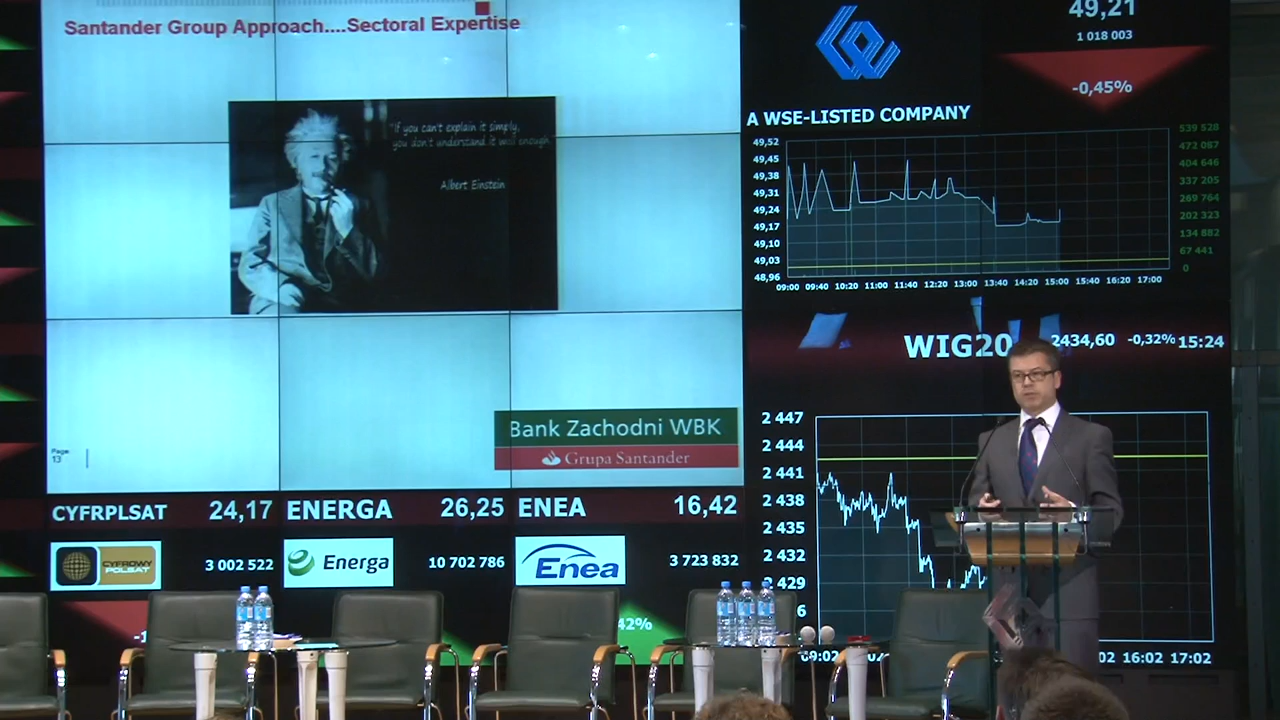 Santander Group Approach....Sectoral Expertise
"If you can't explain it simply,
you don't understand it well enough."
Albert Einstein
Page
13
Bank Zachodni WBK
Grupa Santander
CYFRPLSAT 24,17
CYFROWY
POLSAT
3 002 522
ENERGA 26,25
Energa
10 702 786
ENEA 16,42
Enea
3 723 832
42%
49,21
1 018 003
-0,45%
A WSE-LISTED COMPANY
49,52
49,45
49,38
49,31
49,24
49,17
49,10
49,03
48,96
539 528
472 087
404 646
337 205
269 764
202 323
134 882
67 441
0
09:00 09:40 10:20 11:00 11:40 12:20 13:00 13:40 14:20 15:00 15:40 16:20 17:00
WIG20 2434,60 -0,32% 15:24
2 447
2 444
2 441
2 438
2 435
2 432
2 429
6
09:02 02 16:02 17:02